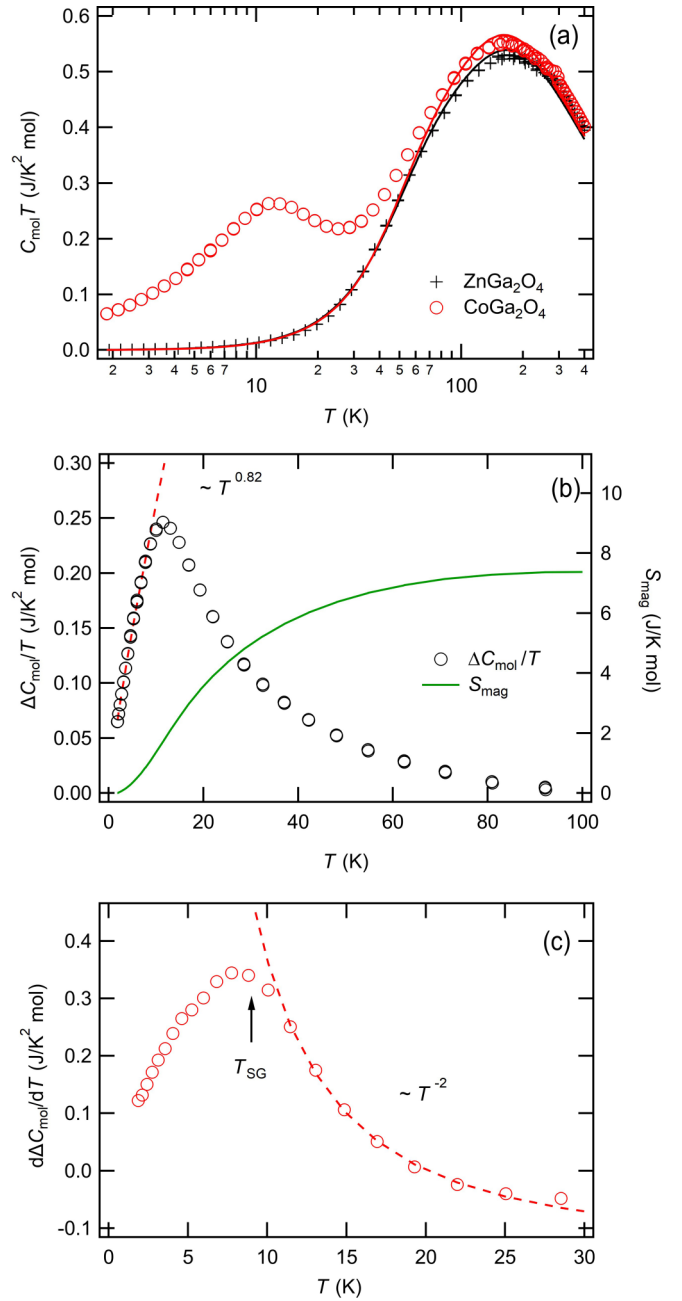 (a)
0.6
0.5
0.4
0.3
0.2
0.1
0.0
C_mol T (J/K² mol)
ZnGa₂O₄
CoGa₂O₄
2 3 4 5 6 7 10 2 3 4 5 6 7 100 2 3 4
T (K)
(b)
~ T^0.82
0.30
0.25
0.20
0.15
0.10
0.05
0.00
ΔC_mol/T (J/K² mol)
10
8
6
4
2
0
S_mag (J/K mol)
ΔC_mol/T
S_mag
0 20 40 60 80 100
T (K)
(c)
0.4
0.3
0.2
0.1
0.0
-0.1
dΔC_mol/dT (J/K² mol)
T_SG
~ T^-2
0 5 10 15 20 25 30
T (K)